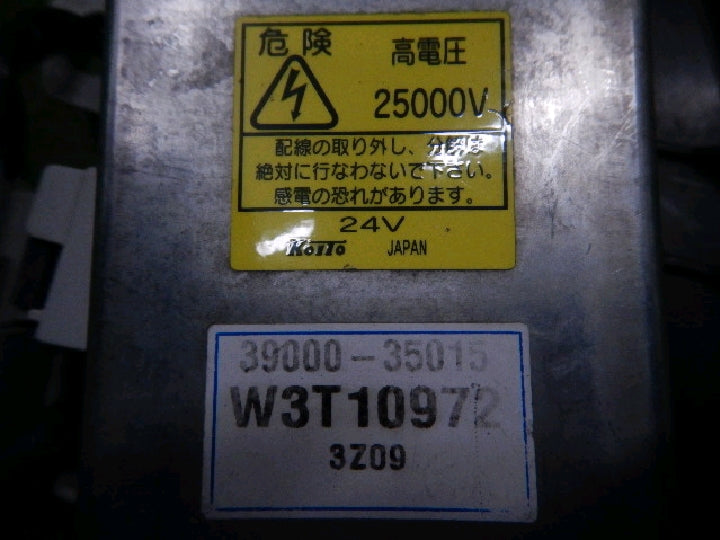 危険
高電圧
25000V
配線の取り外し、分解は
絶対に行なわないで下さい。
感電の恐れがあります。
24V
KOITO JAPAN
39000-35015
W3T10972
3Z09